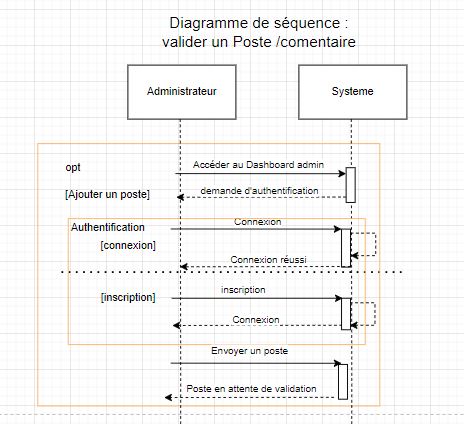 Diagramme de séquence :
valider un Poste /comentaire
Administrateur
Systeme
opt
Accéder au Dashboard admin
[Ajouter un poste]
demande d'authentification
Authentification
Connexion
[connexion]
Connexion réussi
[inscription]
inscription
Connexion
Envoyer un poste
Poste en attente de validation